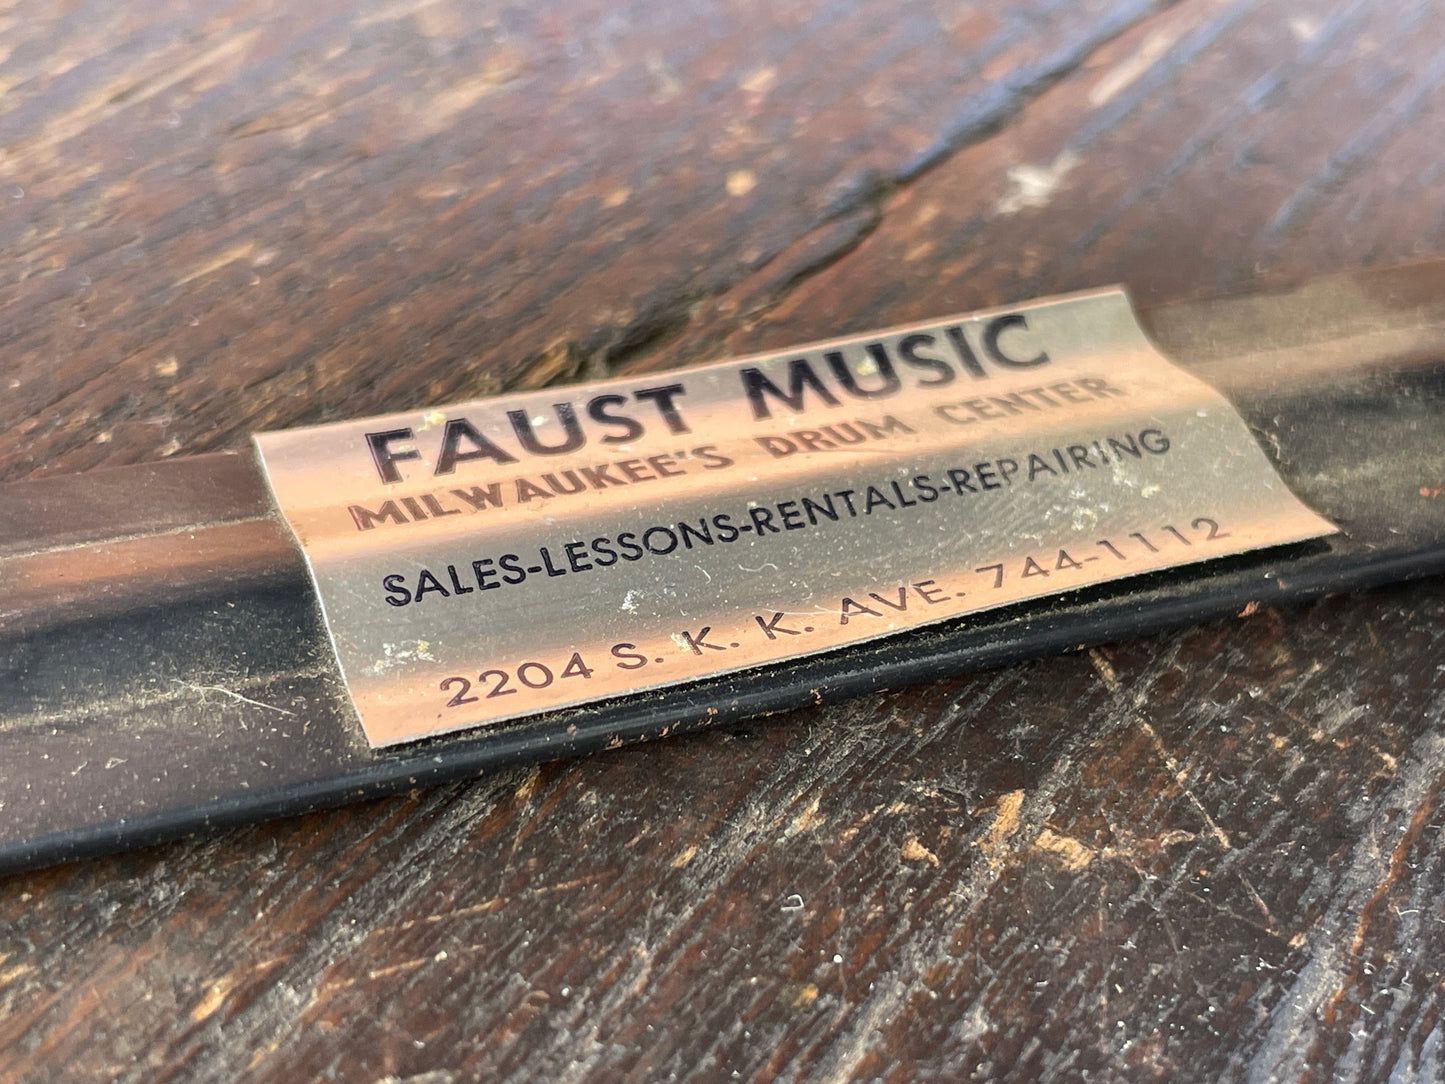 FAUST MUSIC
MILWAUKEE'S DRUM CENTER
SALES-LESSONS-RENTALS-REPAIRING
2204 S. K. K. AVE. 744-1112